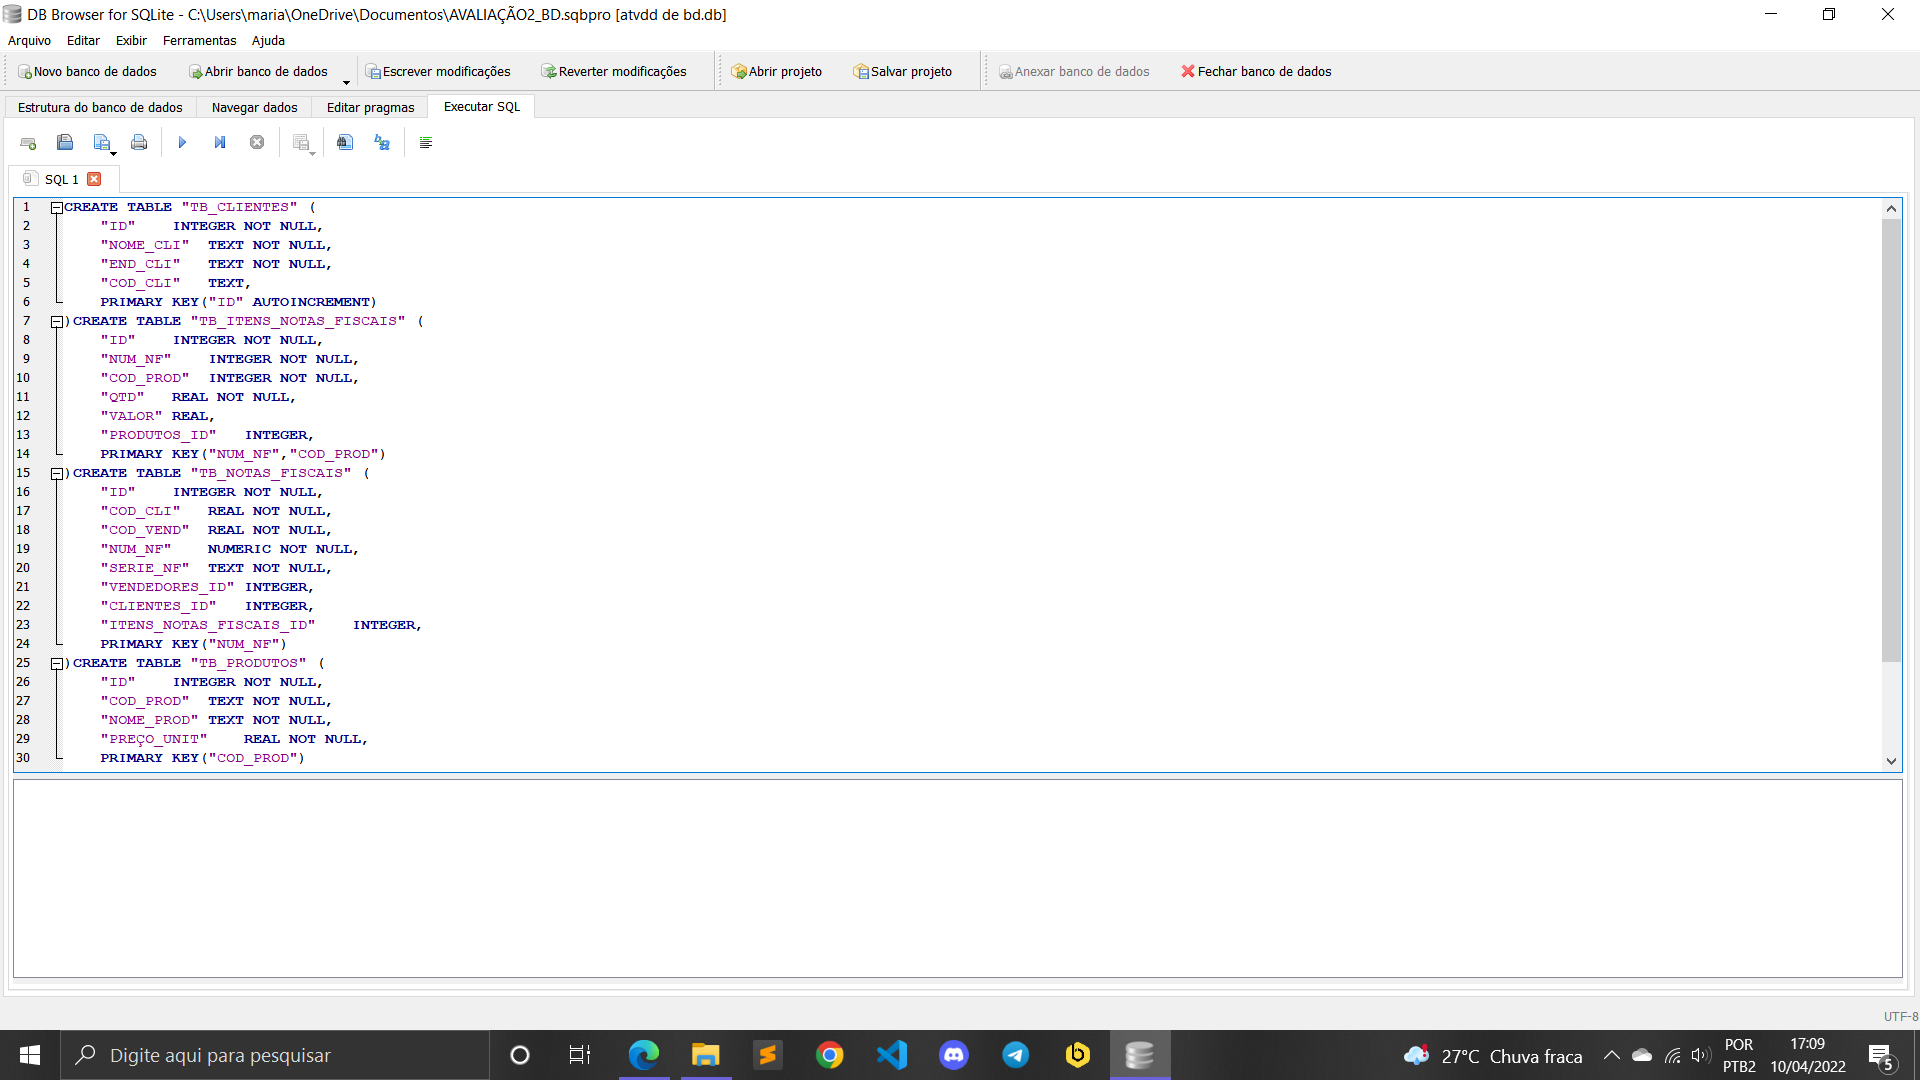 DB Browser for SQLite - C:\Users\maria\OneDrive\Documentos\AVALIAÇÃO2_BD.sqbpro [atvdd de bd.db]
Arquivo Editar Exibir Ferramentas Ajuda
Novo banco de dados Abrir banco de dados Escrever modificações Reverter modificações Abrir projeto Salvar projeto Anexar banco de dados Fechar banco de dados
Estrutura do banco de dados Navegar dados Editar pragmas Executar SQL
SQL 1
1 CREATE TABLE "TB_CLIENTES" (
2 "ID" INTEGER NOT NULL,
3 "NOME_CLI" TEXT NOT NULL,
4 "END_CLI" TEXT NOT NULL,
5 "COD_CLI" TEXT,
6 PRIMARY KEY("ID" AUTOINCREMENT)
7 )CREATE TABLE "TB_ITENS_NOTAS_FISCAIS" (
8 "ID" INTEGER NOT NULL,
9 "NUM_NF" INTEGER NOT NULL,
10 "COD_PROD" INTEGER NOT NULL,
11 "QTD" REAL NOT NULL,
12 "VALOR" REAL,
13 "PRODUTOS_ID" INTEGER,
14 PRIMARY KEY("NUM_NF","COD_PROD")
15 )CREATE TABLE "TB_NOTAS_FISCAIS" (
16 "ID" INTEGER NOT NULL,
17 "COD_CLI" REAL NOT NULL,
18 "COD_VEND" REAL NOT NULL,
19 "NUM_NF" NUMERIC NOT NULL,
20 "SERIE_NF" TEXT NOT NULL,
21 "VENDEDORES_ID" INTEGER,
22 "CLIENTES_ID" INTEGER,
23 "ITENS_NOTAS_FISCAIS_ID" INTEGER,
24 PRIMARY KEY("NUM_NF")
25 )CREATE TABLE "TB_PRODUTOS" (
26 "ID" INTEGER NOT NULL,
27 "COD_PROD" TEXT NOT NULL,
28 "NOME_PROD" TEXT NOT NULL,
29 "PREÇO_UNIT" REAL NOT NULL,
30 PRIMARY KEY("COD_PROD")
UTF-8
Digite aqui para pesquisar
27°C Chuva fraca
POR
PTB2
17:09
10/04/2022
5